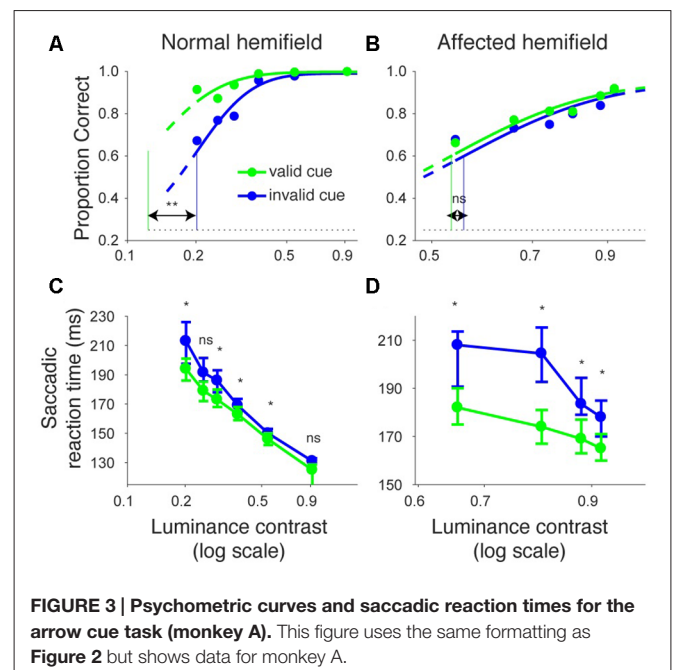 A Normal hemifield B Affected hemifield
Proportion Correct
1.0
0.8
0.6
0.4
0.2
0.1 0.2 0.5 0.9
**
valid cue
invalid cue
1.0
0.8
0.6
0.4
0.2
0.5 0.7 0.9
ns
C
Saccadic
reaction time (ms)
230
210
190
170
150
130
* ns * * * ns
0.1 0.2 0.5 0.9
Luminance contrast
(log scale)
D
210
190
170
150
* * * *
0.6 0.7 0.9
Luminance contrast
(log scale)
FIGURE 3 | Psychometric curves and saccadic reaction times for the
arrow cue task (monkey A). This figure uses the same formatting as
Figure 2 but shows data for monkey A.